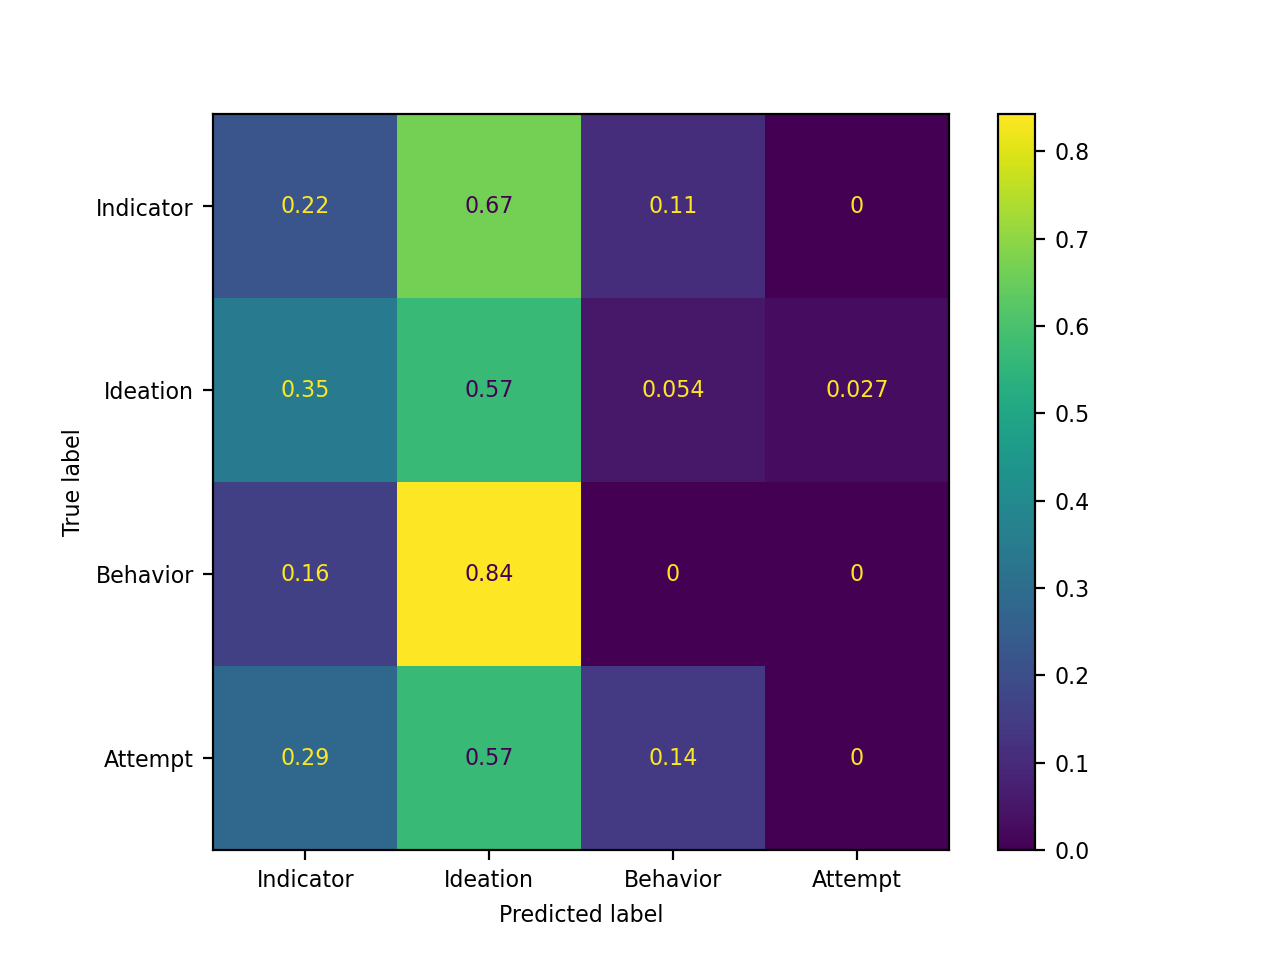 Indicator 0.22 0.67 0.11 0
Ideation 0.35 0.57 0.054 0.027
Behavior 0.16 0.84 0 0
Attempt 0.29 0.57 0.14 0
Indicator Ideation Behavior Attempt
Predicted label
True label
0.8
0.7
0.6
0.5
0.4
0.3
0.2
0.1
0.0